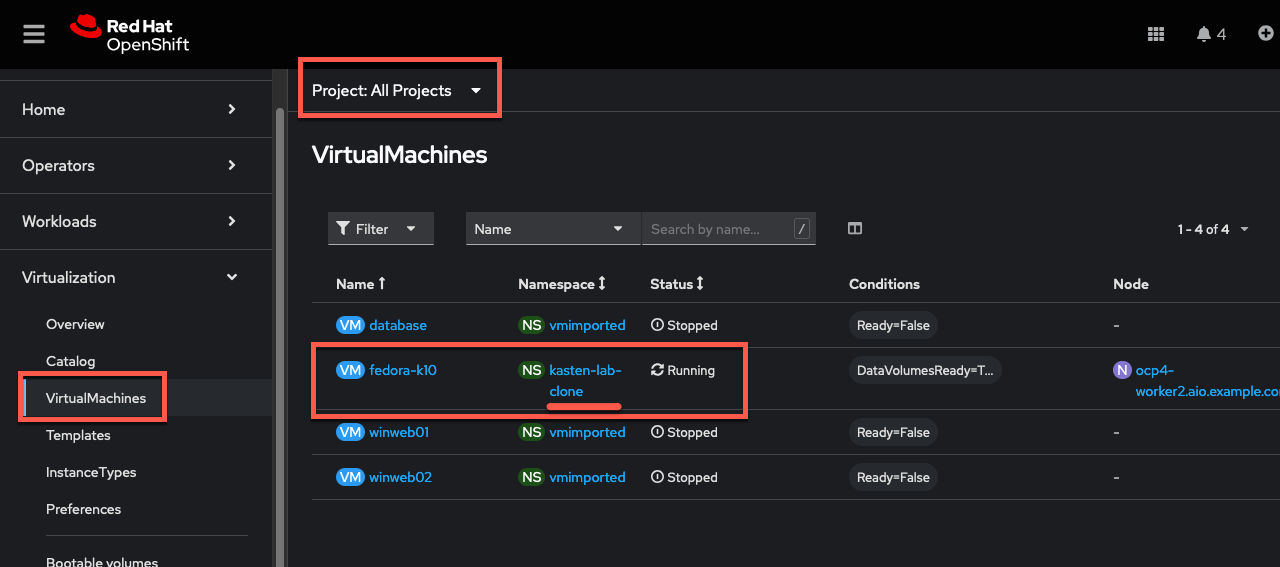 Red Hat
OpenShift
4
Home
Operators
Workloads
Virtualization
Overview
Catalog
VirtualMachines
Templates
InstanceTypes
Preferences
Bootable volumes
Project: All Projects
VirtualMachines
Filter Name Search by name... / 1 - 4 of 4
Name Namespace Status Conditions Node
VM database NS vmimported Stopped Ready=False -
VM fedora-k10 NS kasten-lab- Running DataVolumesReady=T... N ocp4-
clone worker2.aio.example.co
VM winweb01 NS vmimported Stopped Ready=False -
VM winweb02 NS vmimported Stopped Ready=False -